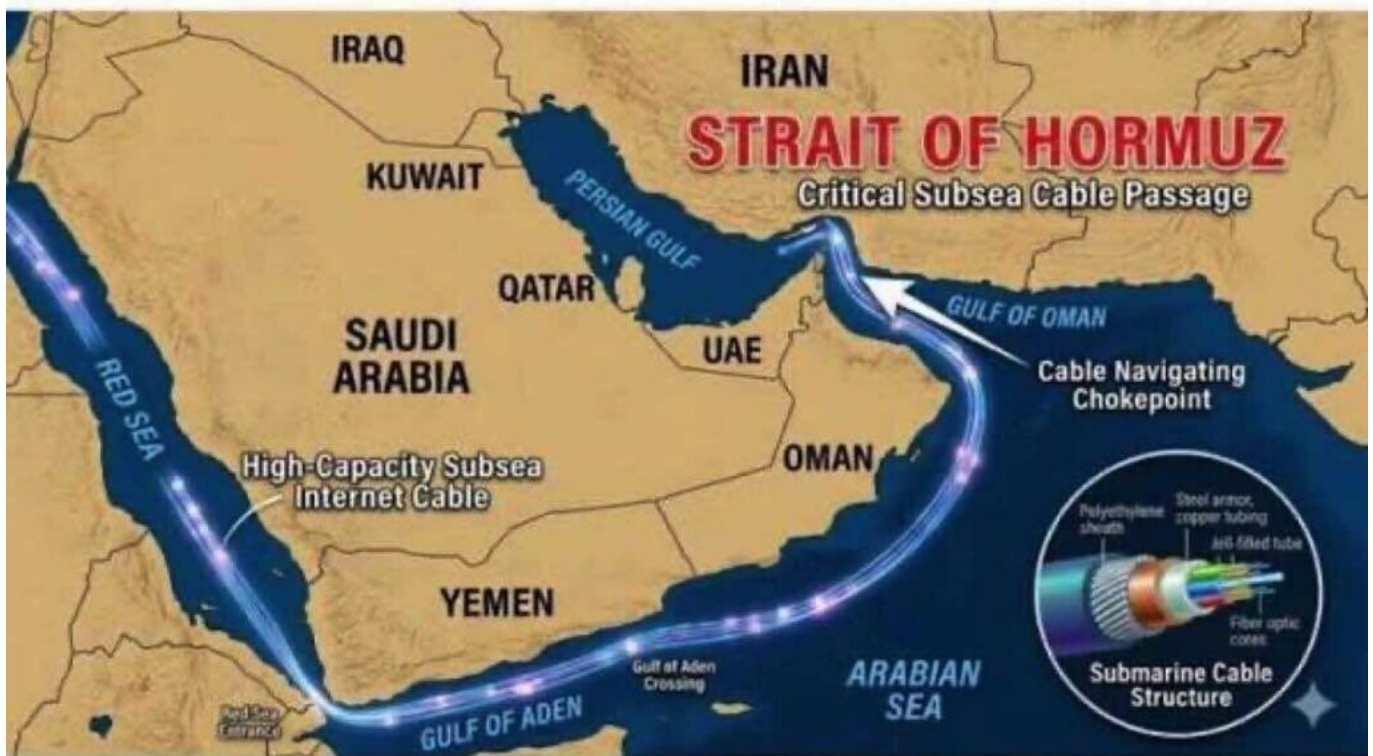 IRAQ
IRAN
STRAIT OF HORMUZ
Critical Subsea Cable Passage
KUWAIT
PERSIAN GULF
QATAR
SAUDI
ARABIA
UAE
GULF OF OMAN
Cable Navigating
Chokepoint
RED SEA
High-Capacity Subsea
Internet Cable
OMAN
Polyethylene
sheath
Steel armor,
copper tubing
Jell-filled tube
Fiber optic
cores
Submarine Cable
Structure
YEMEN
Gulf of Aden
Crossing
ARABIAN
SEA
Red Sea
Entrance
GULF OF ADEN